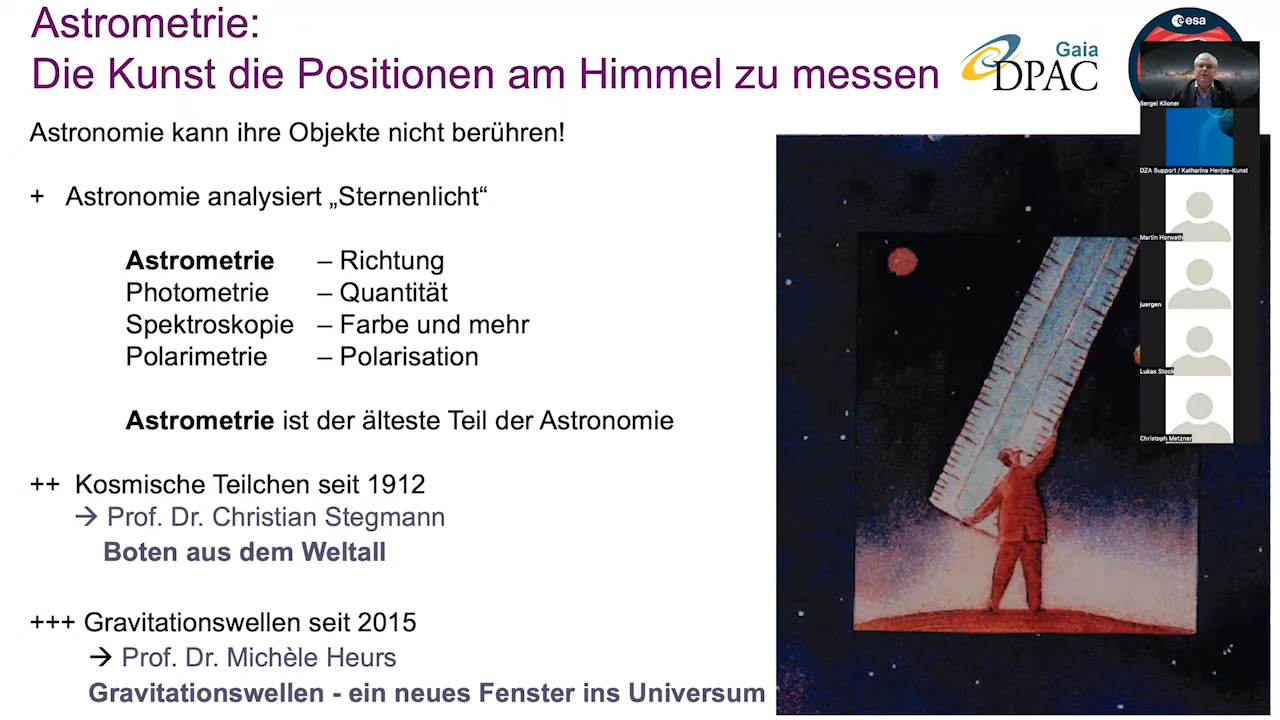 Astrometrie:
Die Kunst die Positionen am Himmel zu messen
Gaia
DPAC
esa
Sergei Klioner
DZA Support / Katharina Henjes-Kunst
Martin Horwath
juergen
Lukas Stock
Christoph Metzner
Astronomie kann ihre Objekte nicht berühren!
+ Astronomie analysiert „Sternenlicht“
Astrometrie – Richtung
Photometrie – Quantität
Spektroskopie – Farbe und mehr
Polarimetrie – Polarisation
Astrometrie ist der älteste Teil der Astronomie
++ Kosmische Teilchen seit 1912
→ Prof. Dr. Christian Stegmann
Boten aus dem Weltall
+++ Gravitationswellen seit 2015
→ Prof. Dr. Michèle Heurs
Gravitationswellen - ein neues Fenster ins Universum